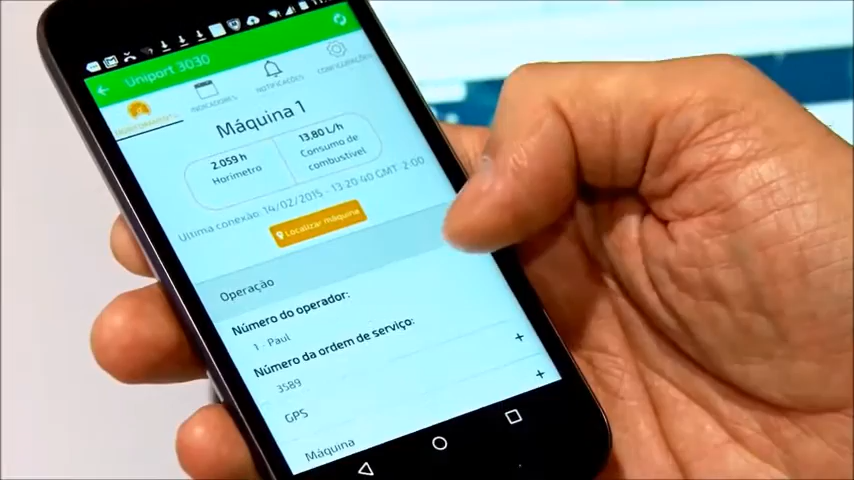 Uniport 3030
INDICADORES
NOTIFICAÇÕES
CONFIGURAÇÕES
Máquina 1
2.059 h
Horímetro
13.80 L/h
Consumo de
combustível
Última conexão: 14/02/2015 - 13:20:40 GMT -2:00
Localizar máquina
Operação
Número do operador:
1 - Paul
Número da ordem de serviço:
3589
GPS +
Máquina +